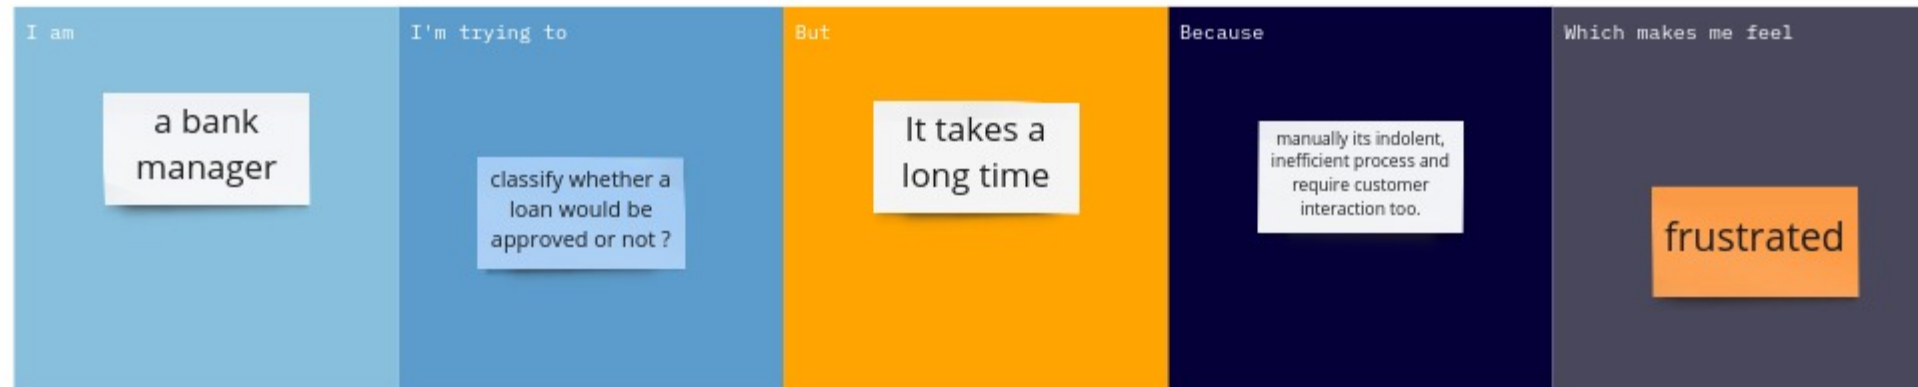 I am
a bank
manager
I'm trying to
classify whether a
loan would be
approved or not ?
But
It takes a
long time
Because
manually its indolent,
inefficient process and
require customer
interaction too.
Which makes me feel
frustrated